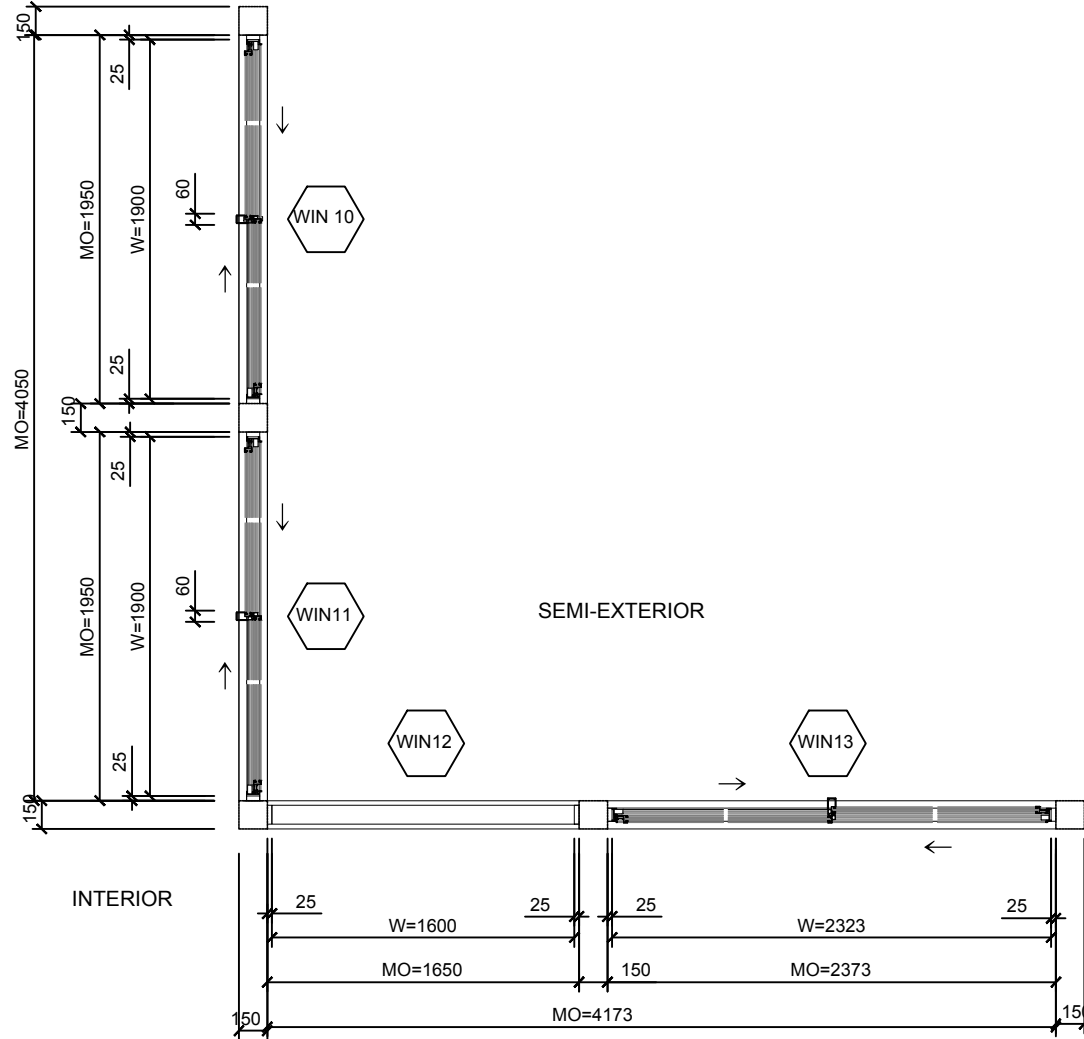 150
25
MO=1950
W=1900
60
WIN 10
MO=4050
25
150
25
MO=1950
W=1900
60
WIN11
SEMI-EXTERIOR
WIN12
WIN13
25
150
INTERIOR
25
25
25
25
W=1600
W=2323
MO=1650
150
MO=2373
MO=4173
150
150